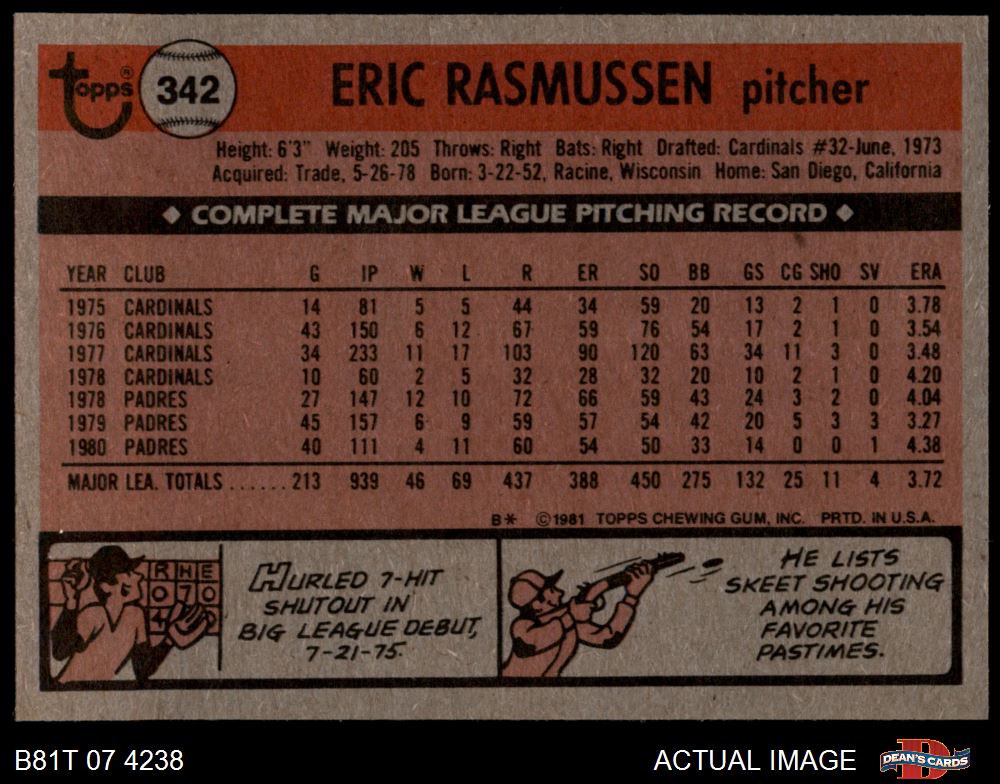 topps® 342 ERIC RASMUSSEN pitcher
Height: 6'3" Weight: 205 Throws: Right Bats: Right Drafted: Cardinals #32-June, 1973
Acquired: Trade, 5-26-78 Born: 3-22-52, Racine, Wisconsin Home: San Diego, California
◆ COMPLETE MAJOR LEAGUE PITCHING RECORD ◆
YEAR CLUB G IP W L R ER SO BB GS CG SHO SV ERA
1975 CARDINALS 14 81 5 5 44 34 59 20 13 2 1 0 3.78
1976 CARDINALS 43 150 6 12 67 59 76 54 17 2 1 0 3.54
1977 CARDINALS 34 233 11 17 103 90 120 63 34 11 3 0 3.48
1978 CARDINALS 10 60 2 5 32 28 32 20 10 2 1 0 4.20
1978 PADRES 27 147 12 10 72 66 59 43 24 3 2 0 4.04
1979 PADRES 45 157 6 9 59 57 54 42 20 5 3 3 3.27
1980 PADRES 40 111 4 11 60 54 50 33 14 0 0 1 4.38
MAJOR LEA. TOTALS ...... 213 939 46 69 437 388 450 275 132 25 11 4 3.72
B* ©1981 TOPPS CHEWING GUM, INC. PRTD. IN U.S.A.
R H E
0 7 0
HURLED 7-HIT
SHUTOUT IN
BIG LEAGUE DEBUT,
7-21-75.
HE LISTS
SKEET SHOOTING
AMONG HIS
FAVORITE
PASTIMES.
B81T 07 4238 ACTUAL IMAGE DEAN'S CARDS